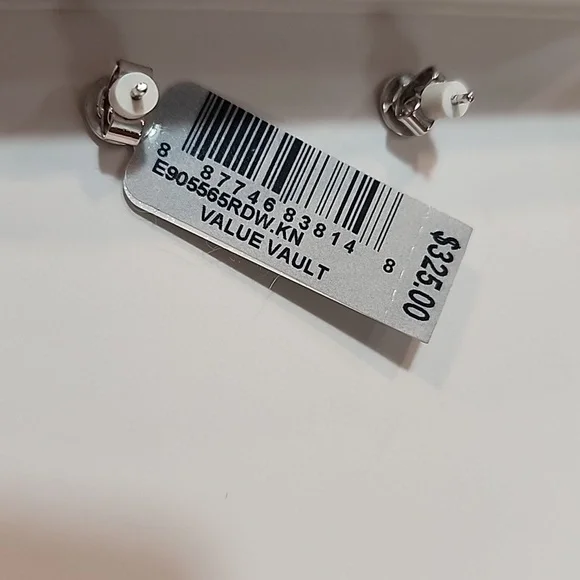 8 87746 83814 8
E905565RDW.KN
VALUE VAULT
$325.00